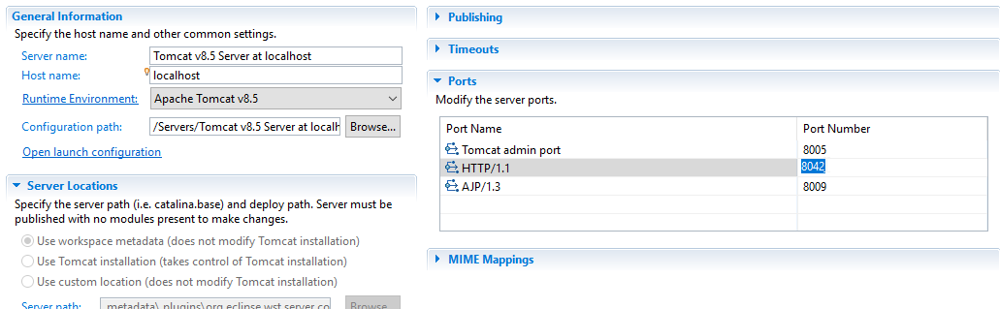 General Information
Specify the host name and other common settings.
Server name: Tomcat v8.5 Server at localhost
Host name: localhost
Runtime Environment: Apache Tomcat v8.5
Configuration path: /Servers/Tomcat v8.5 Server at localh Browse...
Open launch configuration
Server Locations
Specify the server path (i.e. catalina.base) and deploy path. Server must be
published with no modules present to make changes.
Use workspace metadata (does not modify Tomcat installation)
Use Tomcat installation (takes control of Tomcat installation)
Use custom location (does not modify Tomcat installation)
Server path: .metadata\.plugins\org.eclipse.wst.server.co Browse...
Publishing
Timeouts
Ports
Modify the server ports.
Port Name Port Number
Tomcat admin port 8005
HTTP/1.1 8042
AJP/1.3 8009
MIME Mappings